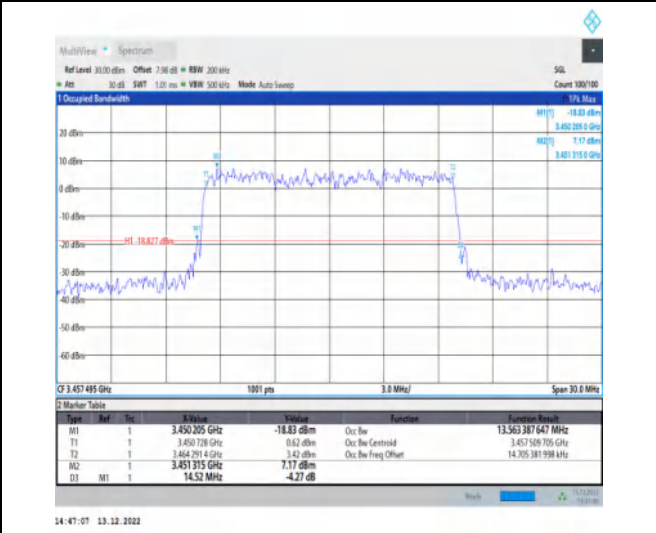 MultiView Spectrum
Ref Level 30.00 dBm Offset 7.98 dB RBW 200 kHz SGL
Att 30 dB SWT 1.01 ms VBW 500 kHz Mode Auto Sweep Count 100/100
1 Occupied Bandwidth 1Pk Max
M1[1] -18.83 dBm
3.450 205 0 GHz
M2[1] 7.17 dBm
3.451 315 0 GHz
20 dBm
10 dBm
0 dBm
-10 dBm
-20 dBm
H1 -18.827 dBm
-30 dBm
-40 dBm
-50 dBm
-60 dBm
CF 3.457 495 GHz 1001 pts 3.0 MHz/ Span 30.0 MHz
2 Marker Table
Type Ref Trc X-Value Y-Value Function Function Result
M1 1 3.450 205 GHz -18.83 dBm Occ Bw 13.563 387 647 MHz
T1 1 3.450 728 GHz 0.62 dBm Occ Bw Centroid 3.457 509 705 GHz
T2 1 3.464 291 4 GHz 3.42 dBm Occ Bw Freq Offset 14.705 381 998 kHz
M2 1 3.451 315 GHz 7.17 dBm
D3 M1 1 14.52 MHz -4.27 dB
Ready
14:47:07 13.12.2022